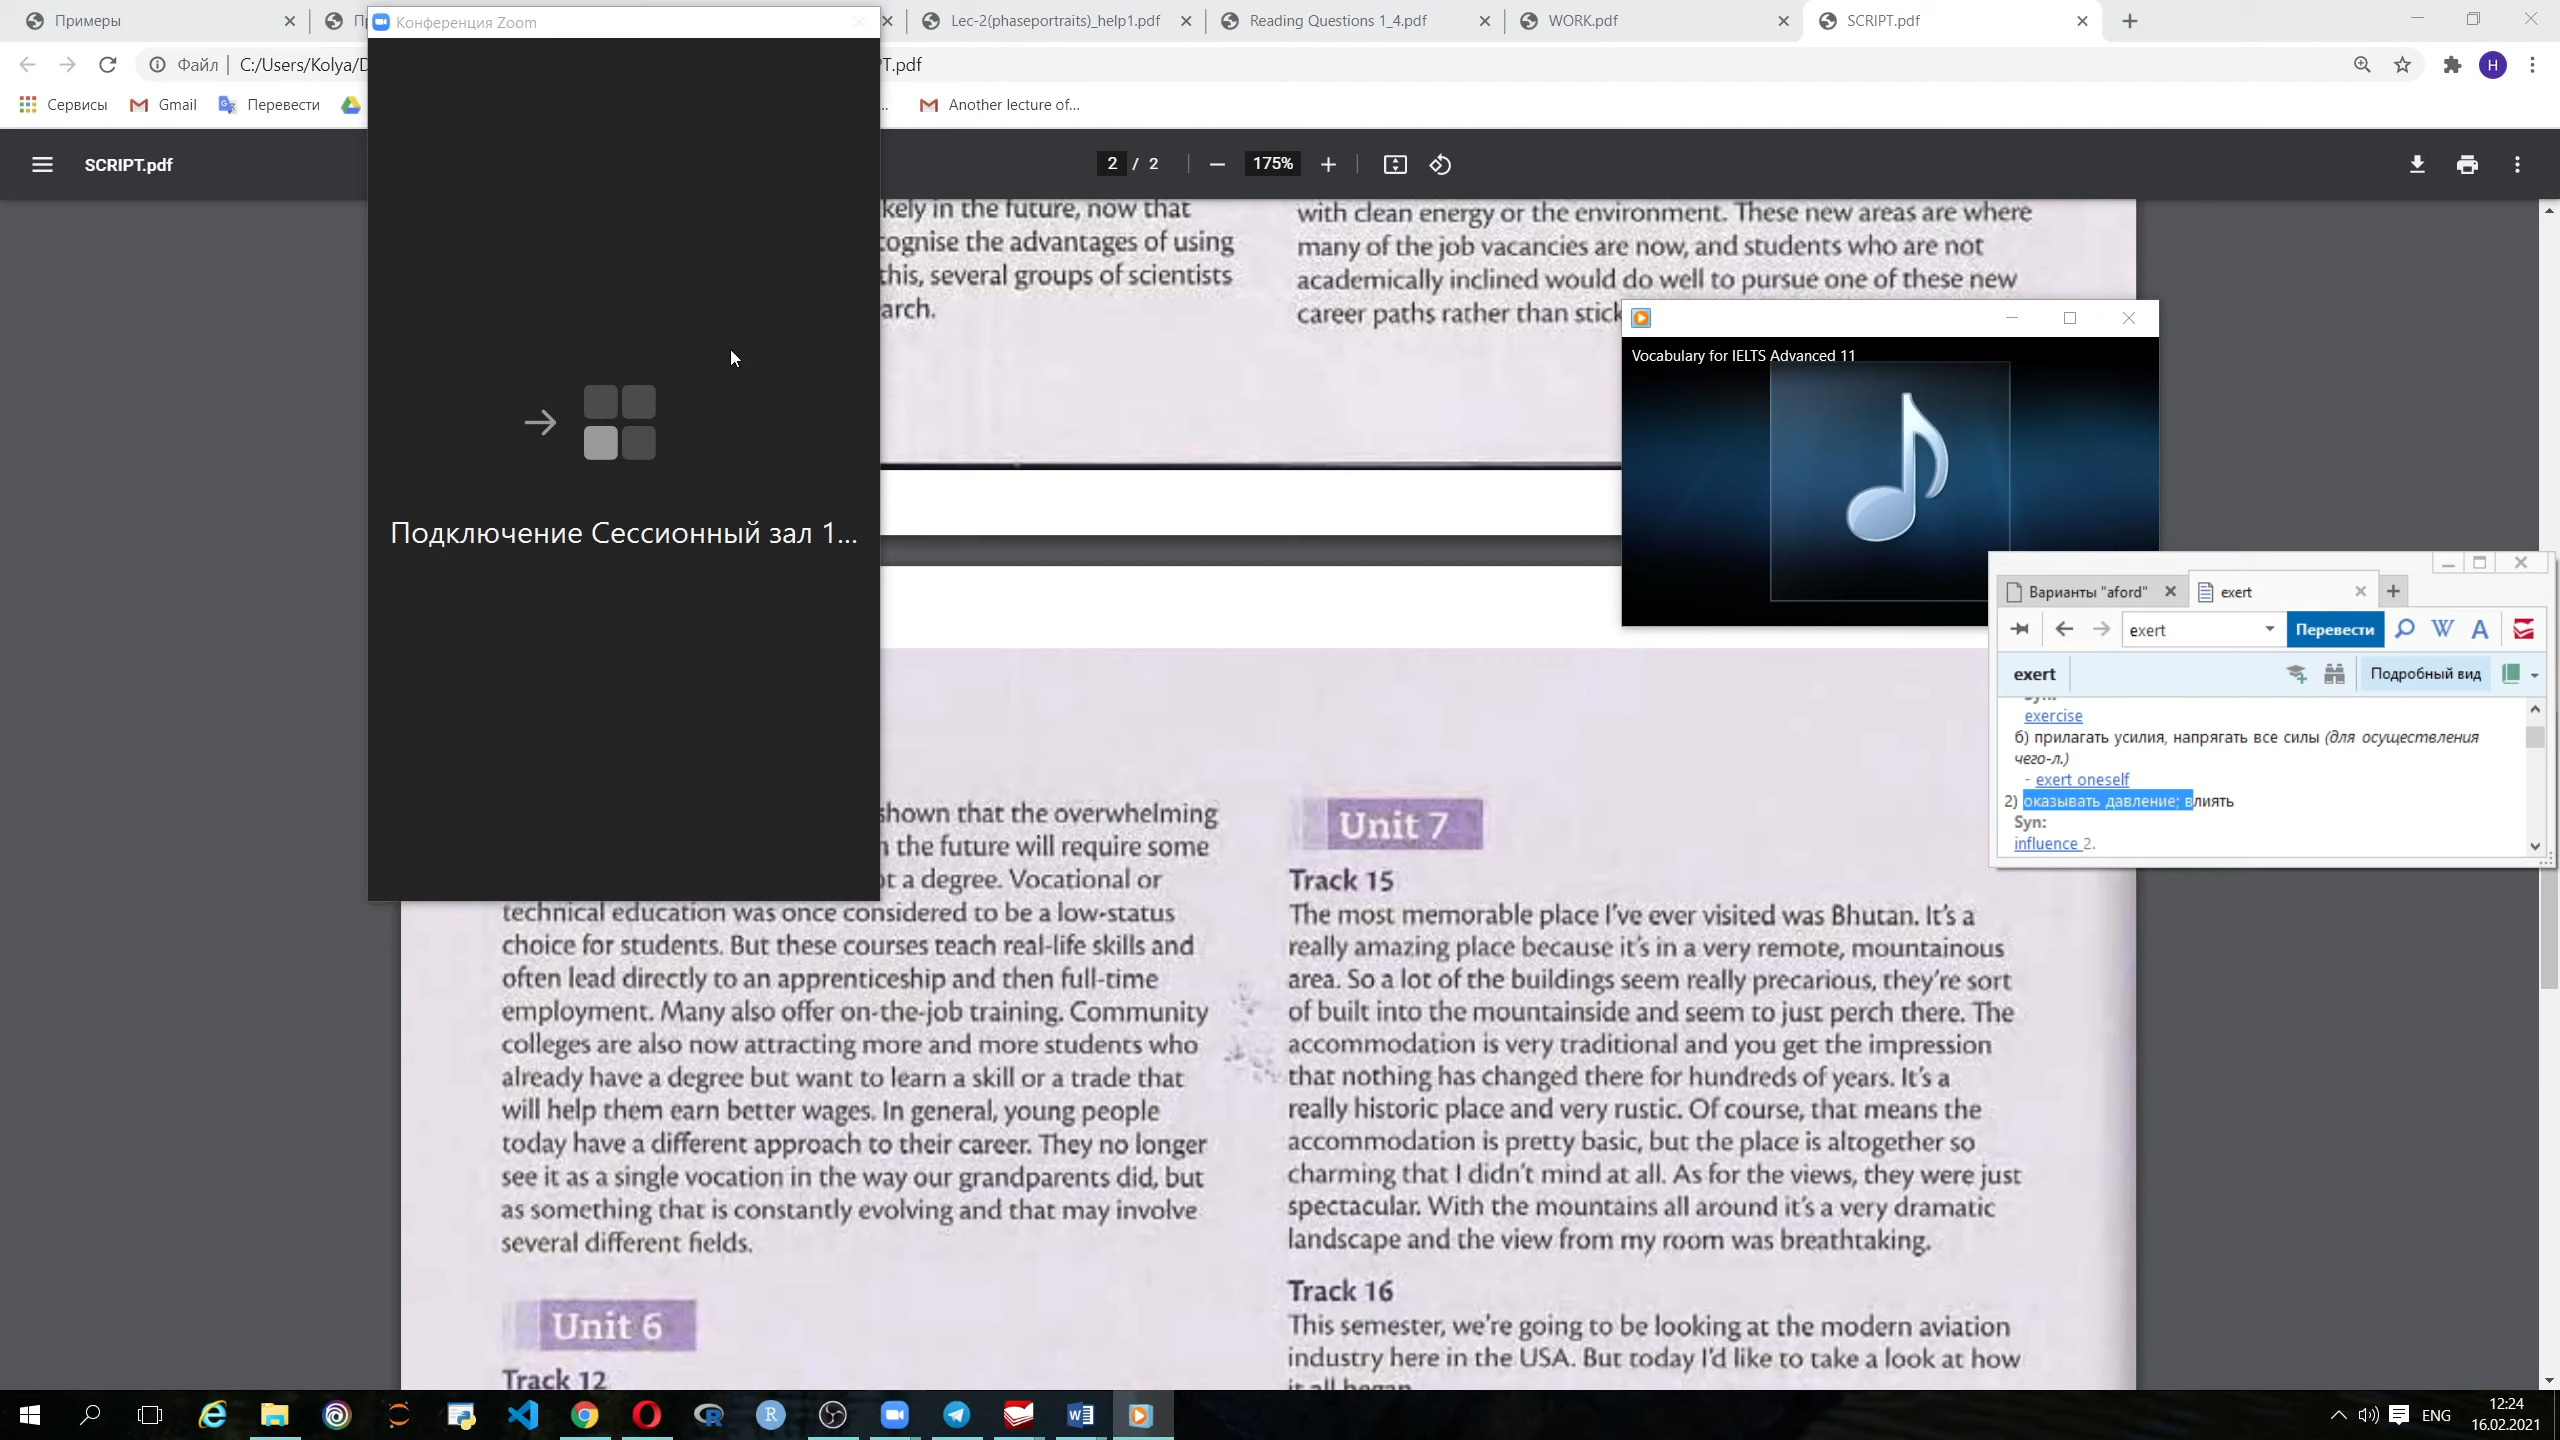 Примеры
Конференция Zoom
Lec-2(phaseportraits)_help1.pdf
Reading Questions 1_4.pdf
WORK.pdf
SCRIPT.pdf
Файл
C:/Users/Kolya/
T.pdf
H
Сервисы
Gmail
Перевести
Another lecture of...
SCRIPT.pdf
2 / 2
175%
kely in the future, now that
ognise the advantages of using
this, several groups of scientists
arch.
with clean energy or the environment. These new areas are where
many of the job vacancies are now, and students who are not
academically inclined would do well to pursue one of these new
career paths rather than stick
Подключение Сессионный зал 1...
Vocabulary for IELTS Advanced 11
Варианты "aford"
exert
exert
Перевести
W
A
exert
Подробный вид
Syn:
exercise
б) прилагать усилия, напрягать все силы (для осуществления
чего-л.)
- exert oneself
2) оказывать давление; влиять
Syn:
influence 2.
shown that the overwhelming
n the future will require some
ot a degree. Vocational or
technical education was once considered to be a low-status
choice for students. But these courses teach real-life skills and
often lead directly to an apprenticeship and then full-time
employment. Many also offer on-the-job training. Community
colleges are also now attracting more and more students who
already have a degree but want to learn a skill or a trade that
will help them earn better wages. In general, young people
today have a different approach to their career. They no longer
see it as a single vocation in the way our grandparents did, but
as something that is constantly evolving and that may involve
several different fields.
Unit 6
Track 12
Unit 7
Track 15
The most memorable place I've ever visited was Bhutan. It's a
really amazing place because it's in a very remote, mountainous
area. So a lot of the buildings seem really precarious, they're sort
of built into the mountainside and seem to just perch there. The
accommodation is very traditional and you get the impression
that nothing has changed there for hundreds of years. It's a
really historic place and very rustic. Of course, that means the
accommodation is pretty basic, but the place is altogether so
charming that I didn't mind at all. As for the views, they were just
spectacular. With the mountains all around it's a very dramatic
landscape and the view from my room was breathtaking.
Track 16
This semester, we're going to be looking at the modern aviation
industry here in the USA. But today I'd like to take a look at how
it all began
ENG
12:24
16.02.2021